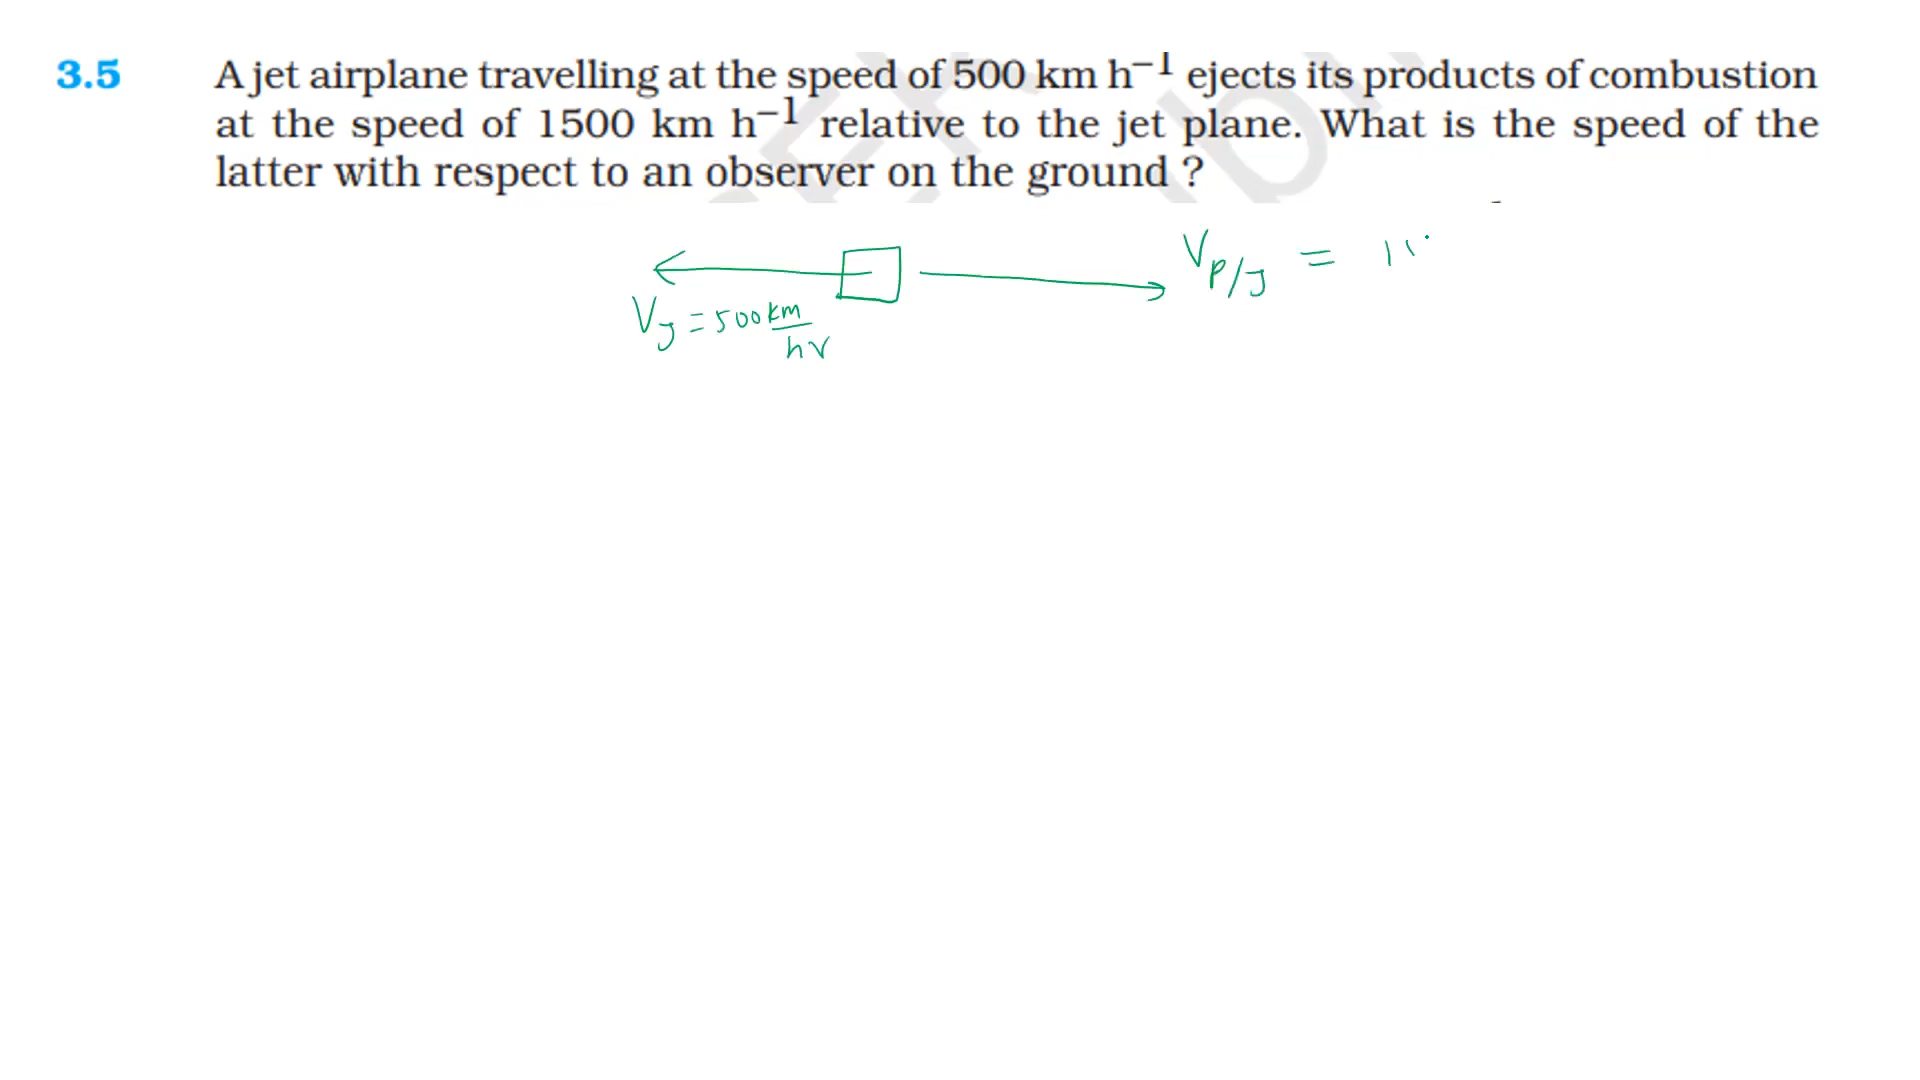 3.5 A jet airplane travelling at the speed of 500 km h⁻¹ ejects its products of combustion
at the speed of 1500 km h⁻¹ relative to the jet plane. What is the speed of the
latter with respect to an observer on the ground ?
V_P/J =
V_J = 500 km/hr